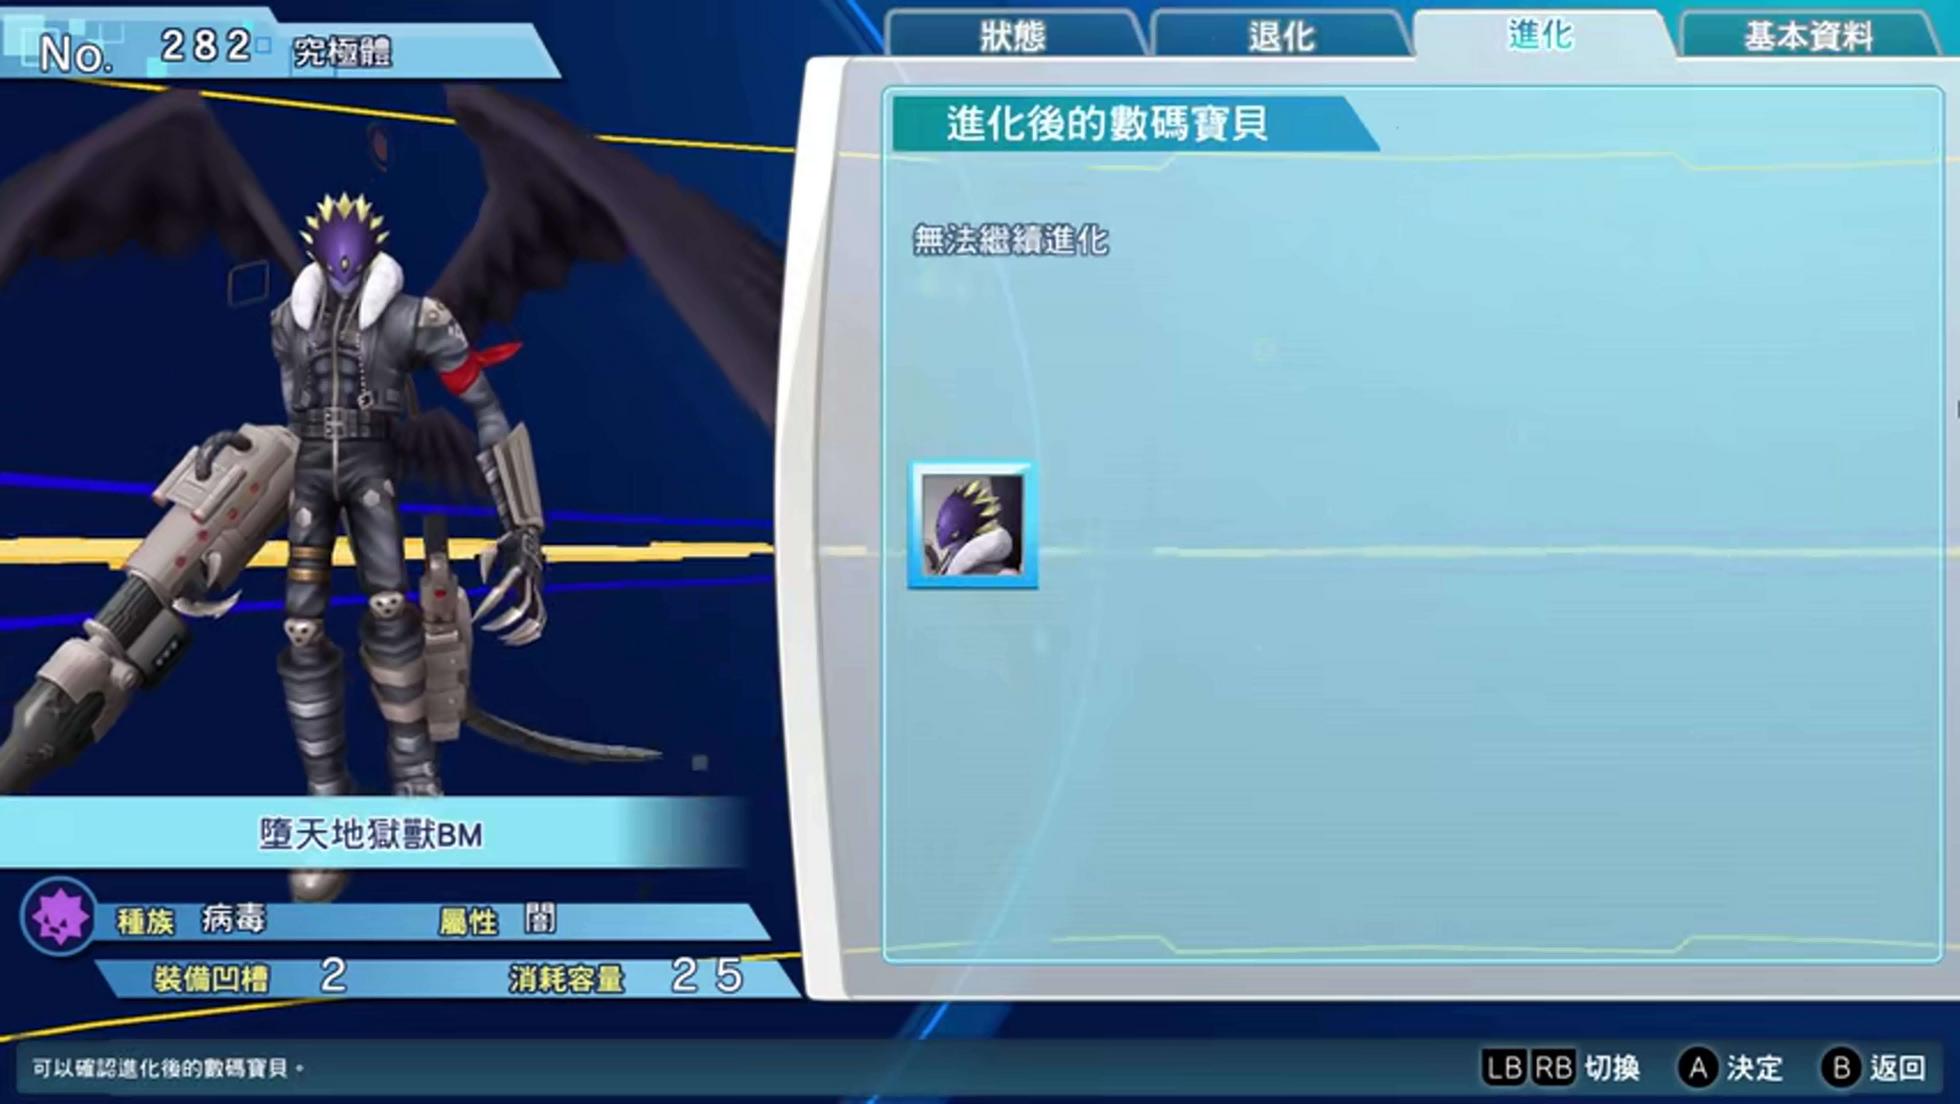 No. 282 究極體
狀態 退化 進化 基本資料
進化後的數碼寶貝
無法繼續進化
墮天地獄獸BM
種族 病毒 屬性 闇
裝備凹槽 2 消耗容量 25
可以確認進化後的數碼寶貝。
LB RB 切換 A 決定 B 返回